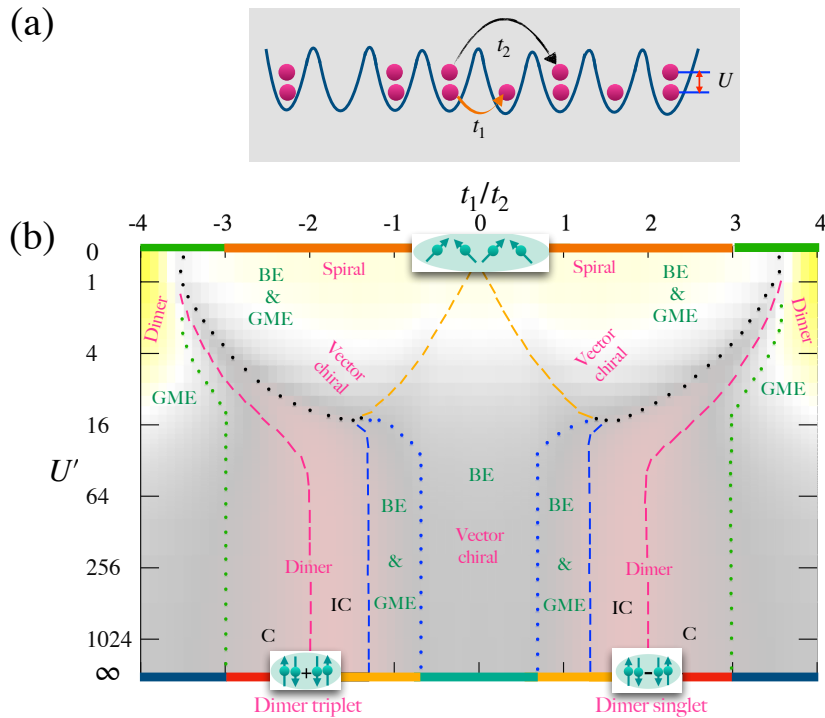 (a)
t2
t1
U
(b)
t1/t2
-4 -3 -2 -1 0 1 2 3 4
U′
0
1
4
16
64
256
1024
∞
Spiral
Spiral
BE
&
GME
BE
&
GME
Dimer
Dimer
Vector
chiral
Vector
chiral
GME
GME
BE
BE
&
GME
Vector
chiral
BE
&
GME
Dimer
Dimer
IC
IC
C
C
+
-
Dimer triplet
Dimer singlet